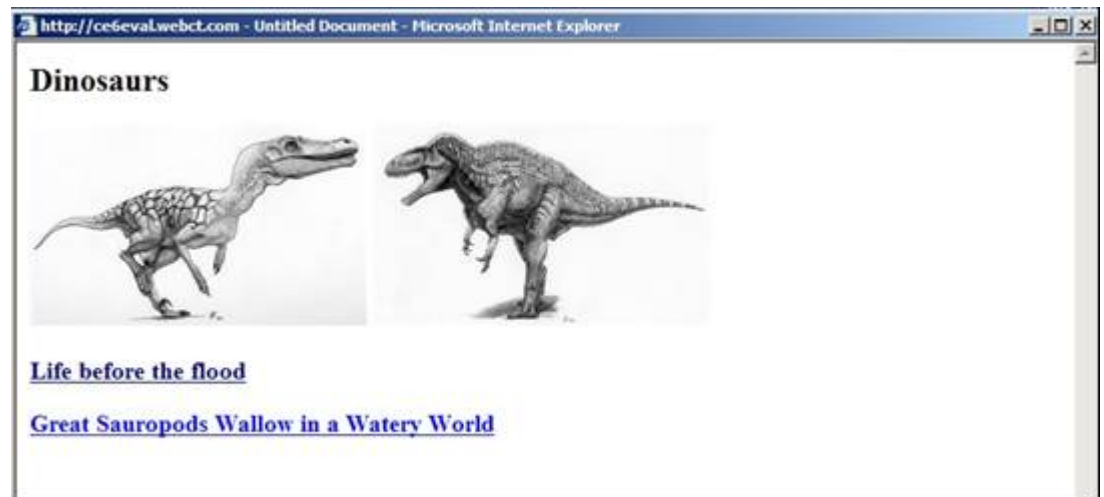 http://ce6eval.webct.com - Untitled Document - Microsoft Internet Explorer
Dinosaurs
Life before the flood
Great Sauropods Wallow in a Watery World